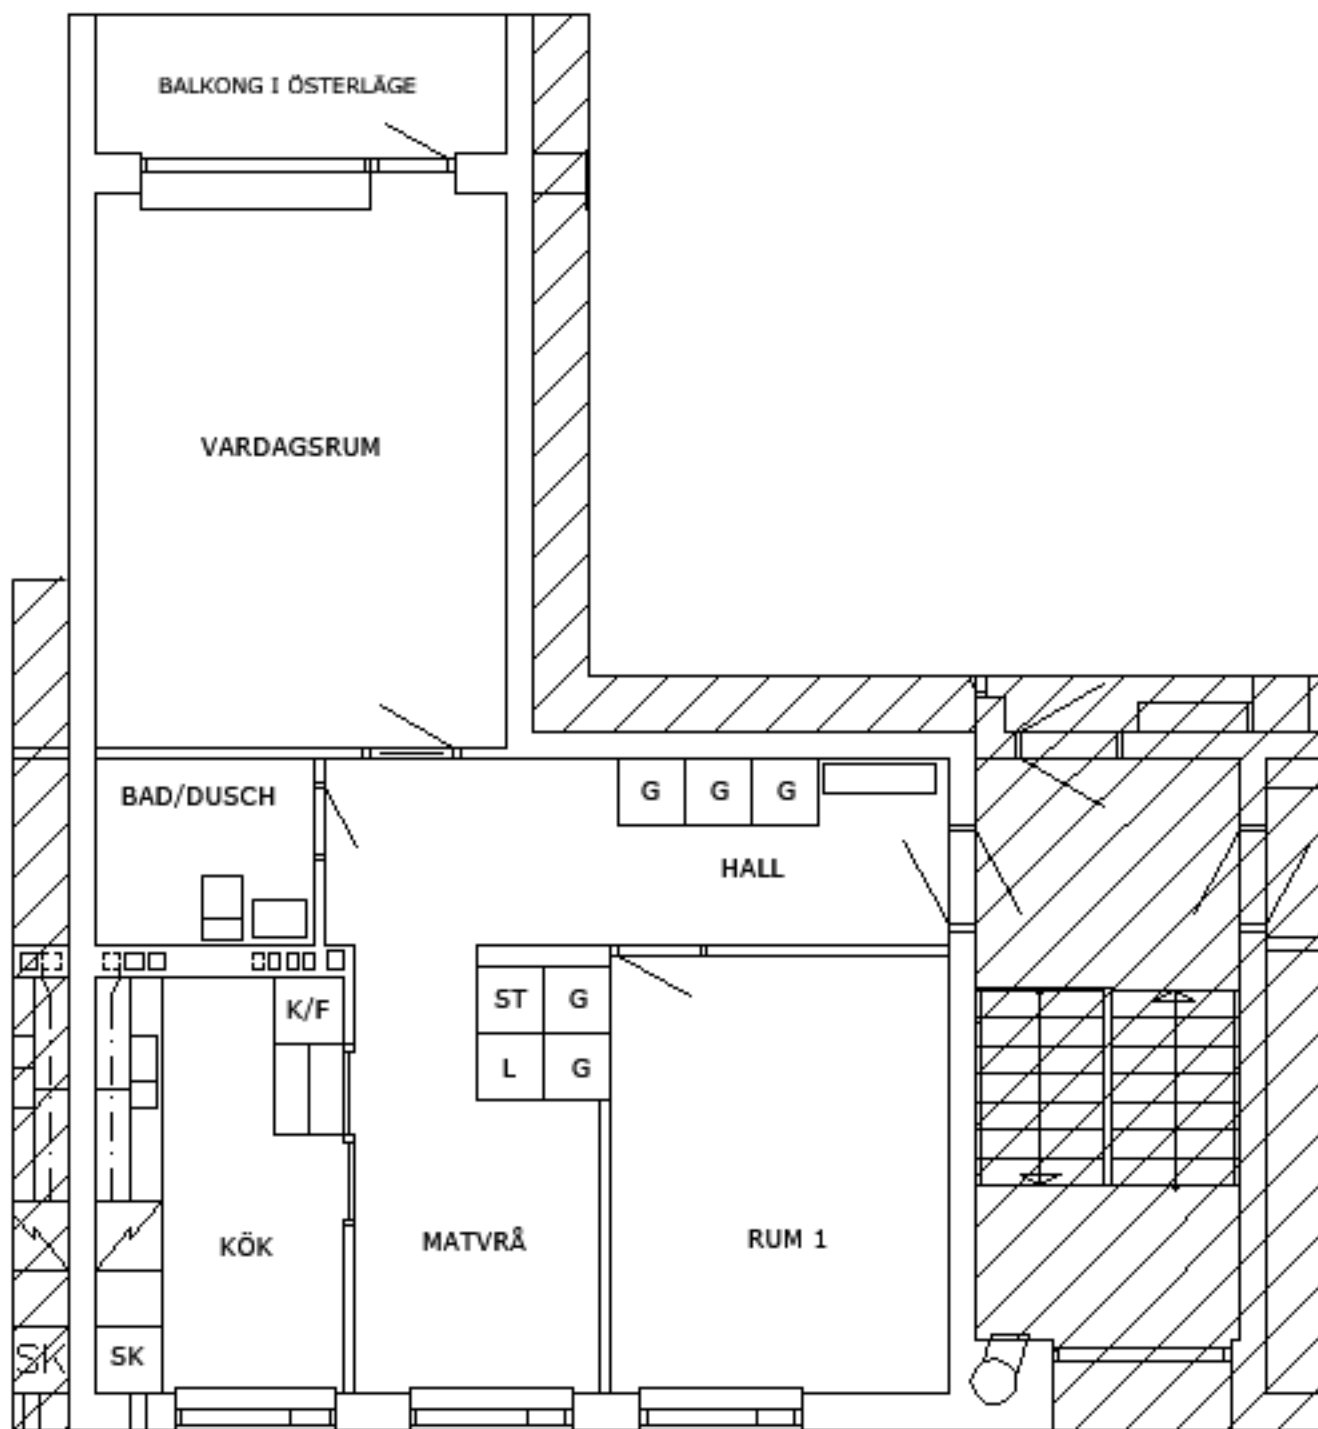 BALKONG I ÖSTERLÄGE
VARDAGSRUM
BAD/DUSCH
G G G
HALL
K/F
ST G
L G
KÖK
MATVRÅ
RUM 1
SK
SK